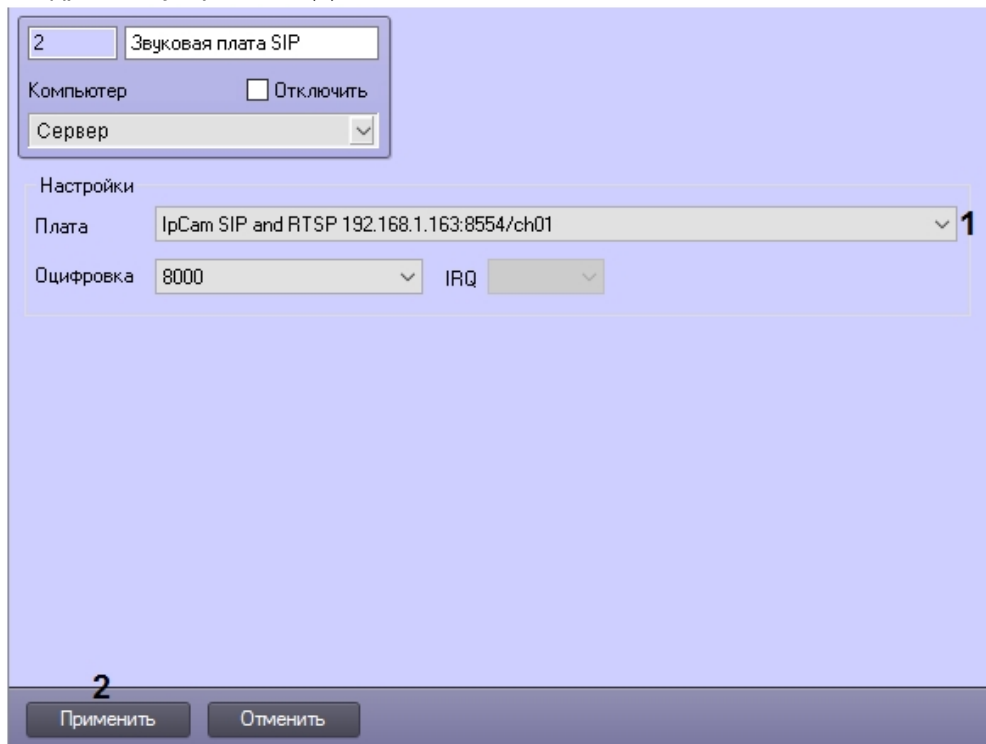 2 Звуковая плата SIP
Компьютер Отключить
Сервер
Настройки
Плата IpCam SIP and RTSP 192.168.1.163:8554/ch01 1
Оцифровка 8000 IRQ
2
Применить Отменить